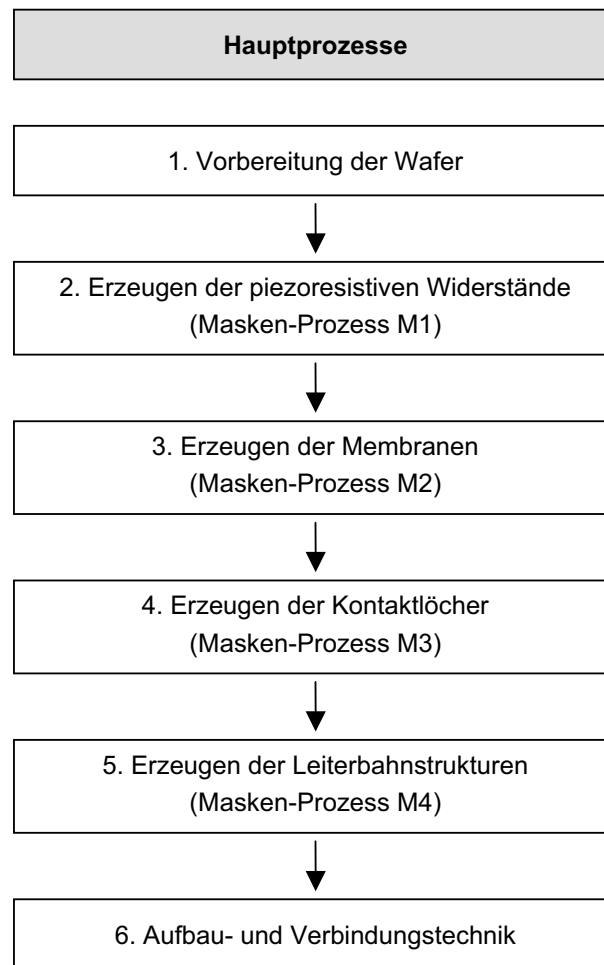 Hauptprozesse
1. Vorbereitung der Wafer
2. Erzeugen der piezoresistiven Widerstände
(Masken-Prozess M1)
3. Erzeugen der Membranen
(Masken-Prozess M2)
4. Erzeugen der Kontaktlöcher
(Masken-Prozess M3)
5. Erzeugen der Leiterbahnstrukturen
(Masken-Prozess M4)
6. Aufbau- und Verbindungstechnik